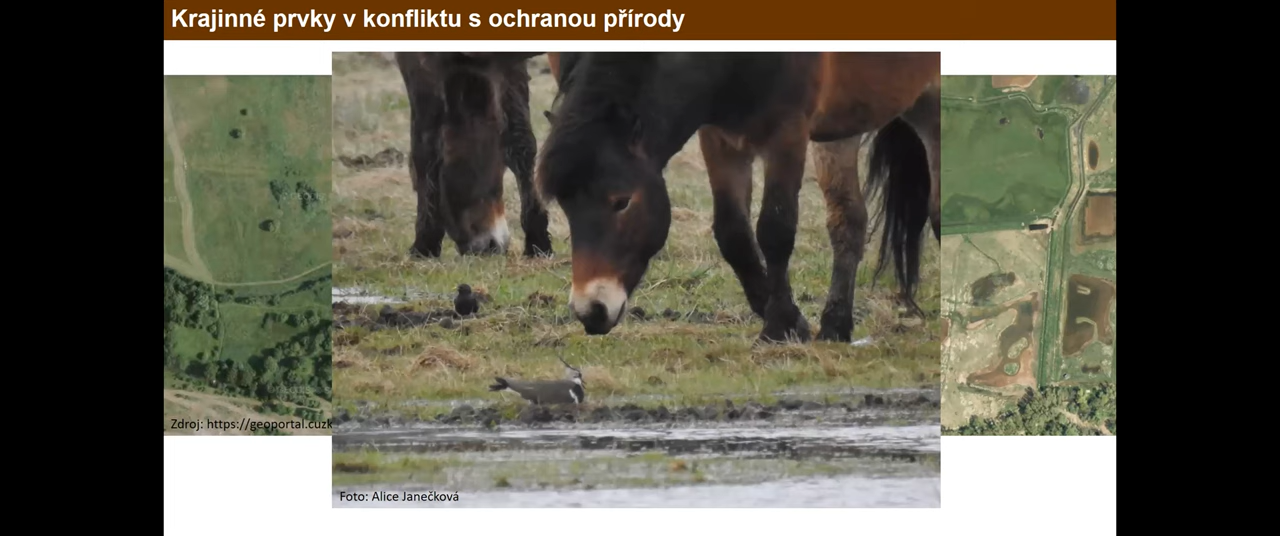 Krajinné prvky v konfliktu s ochranou přírody
Zdroj: https://geoportal.cuzk
Foto: Alice Janečková